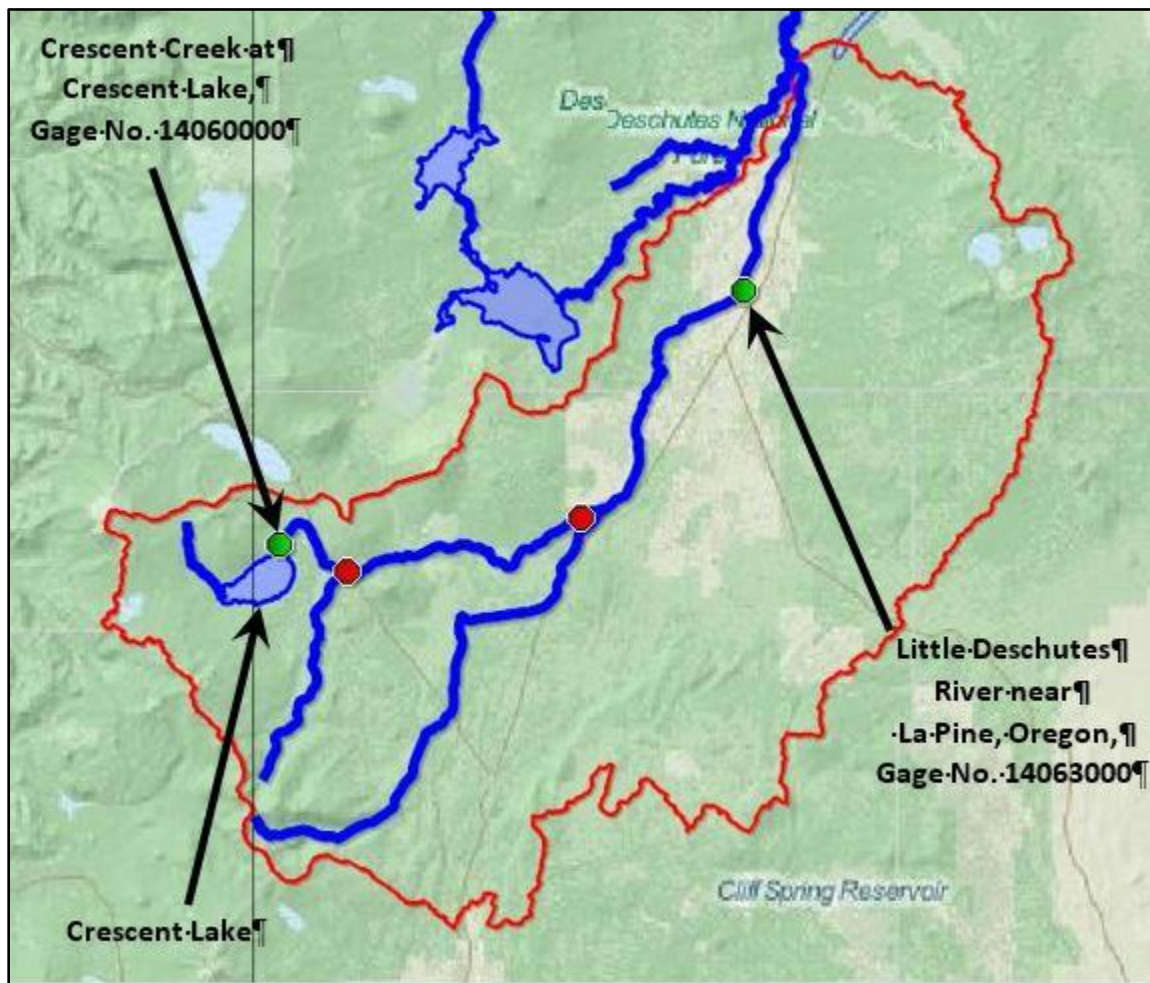 Crescent·Creek·at¶
Crescent·Lake,¶
Gage·No.·14060000¶
Des
Deschutes National
Little·Deschutes¶
River·near¶
·La·Pine,·Oregon,¶
Gage·No.·14063000¶
Cliff Spring Reservoir
Crescent·Lake¶